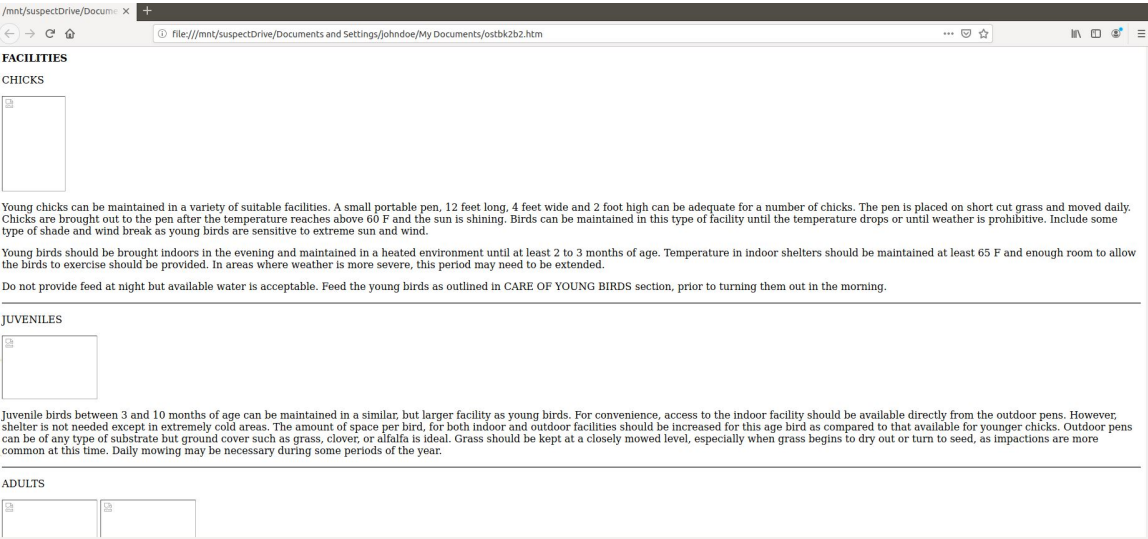 /mnt/suspectDrive/Docume
file:///mnt/suspectDrive/Documents and Settings/johndoe/My Documents/ostbk2b2.htm
FACILITIES
CHICKS
Young chicks can be maintained in a variety of suitable facilities. A small portable pen, 12 feet long, 4 feet wide and 2 foot high can be adequate for a number of chicks. The pen is placed on short cut grass and moved daily.
Chicks are brought out to the pen after the temperature reaches above 60 F and the sun is shining. Birds can be maintained in this type of facility until the temperature drops or until weather is prohibitive. Include some
type of shade and wind break as young birds are sensitive to extreme sun and wind.
Young birds should be brought indoors in the evening and maintained in a heated environment until at least 2 to 3 months of age. Temperature in indoor shelters should be maintained at least 65 F and enough room to allow
the birds to exercise should be provided. In areas where weather is more severe, this period may need to be extended.
Do not provide feed at night but available water is acceptable. Feed the young birds as outlined in CARE OF YOUNG BIRDS section, prior to turning them out in the morning.
JUVENILES
Juvenile birds between 3 and 10 months of age can be maintained in a similar, but larger facility as young birds. For convenience, access to the indoor facility should be available directly from the outdoor pens. However,
shelter is not needed except in extremely cold areas. The amount of space per bird, for both indoor and outdoor facilities should be increased for this age bird as compared to that available for younger chicks. Outdoor pens
can be of any type of substrate but ground cover such as grass, clover, or alfalfa is ideal. Grass should be kept at a closely mowed level, especially when grass begins to dry out or turn to seed, as impactions are more
common at this time. Daily mowing may be necessary during some periods of the year.
ADULTS